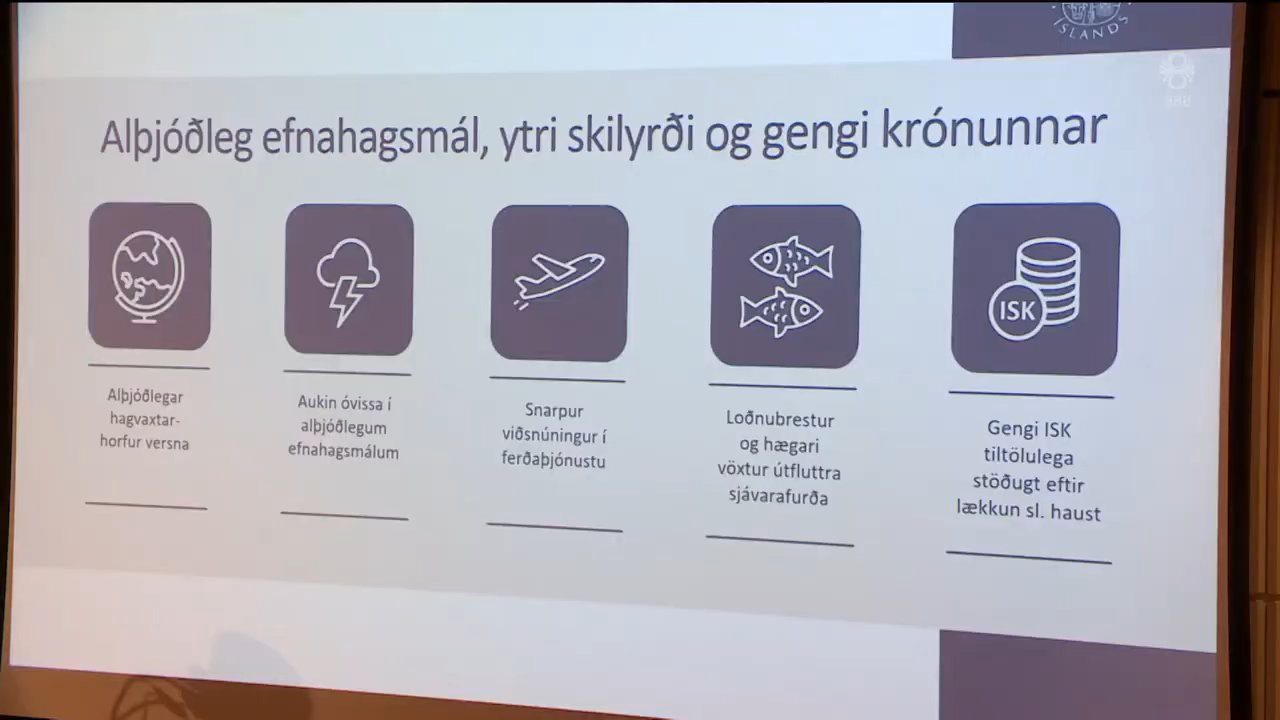 ÍSLANDS
Alþjóðleg efnahagsmál, ytri skilyrði og gengi krónunnar
Alþjóðlegar
hagvaxtar-
horfur versna
Aukin óvissa í
alþjóðlegum
efnahagsmálum
Snarpur
viðsnúningur í
ferðaþjónustu
Loðnubrestur
og hægari
vöxtur útfluttra
sjávarafurða
ISK
Gengi ISK
tiltölulega
stöðugt eftir
lækkun sl. haust